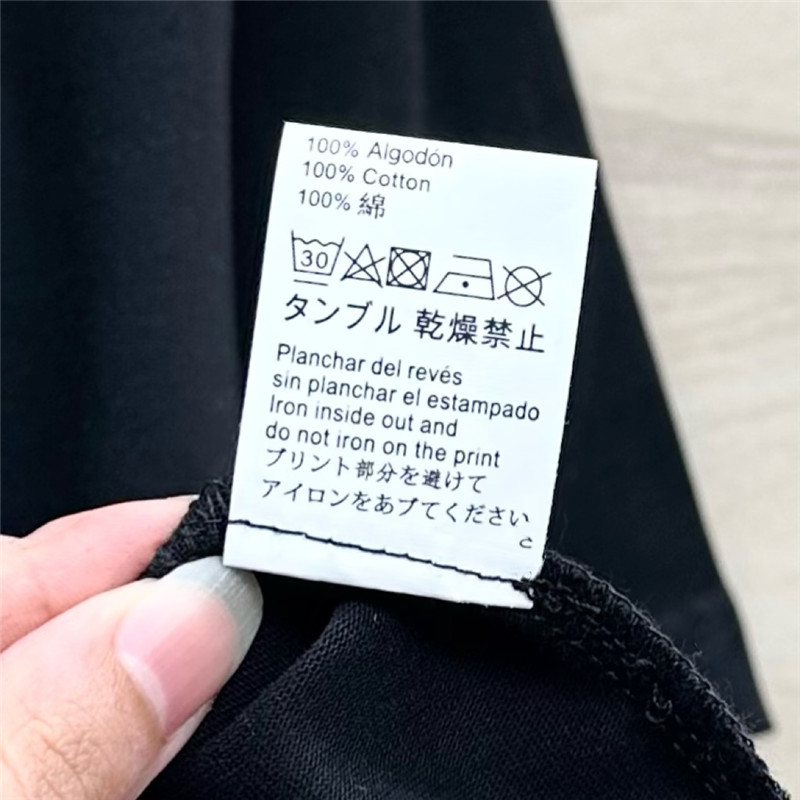 100% Algodón
100% Cotton
100% 綿
30
タンブル 乾燥禁止
Planchar del revés
sin planchar el estampado
Iron inside out and
do not iron on the print
プリント部分を避けて
アイロンをあブてください